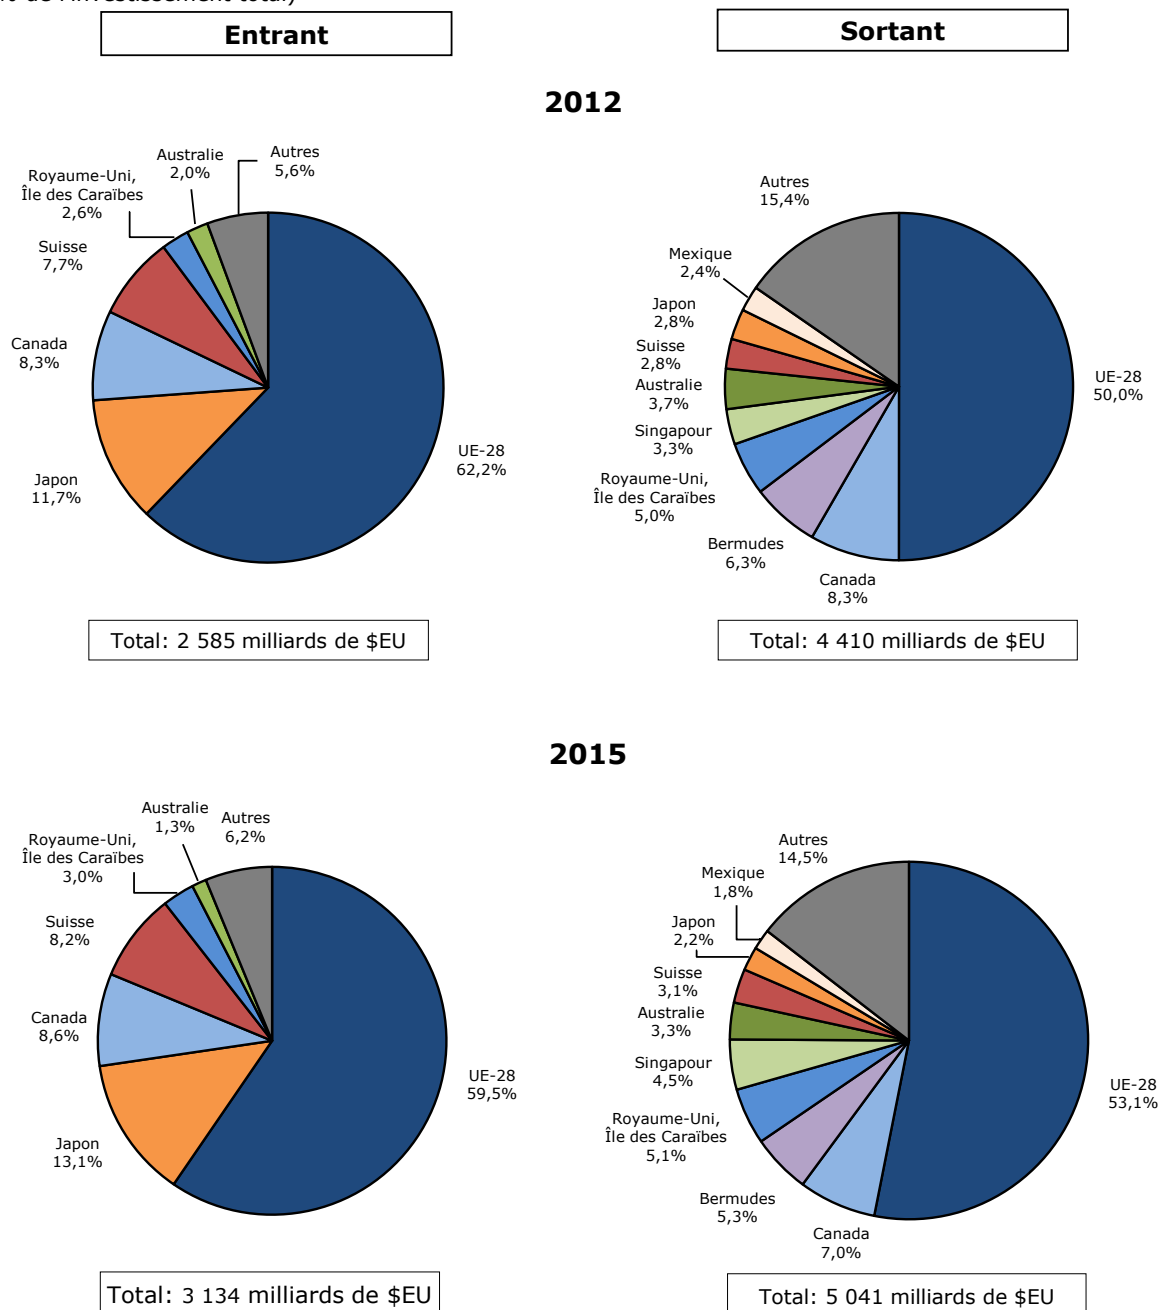 de l'investissement total)
Entrant
Sortant
2012
Australie
2,0%
Autres
5,6%
Royaume-Uni,
Île des Caraïbes
2,6%
Suisse
7,7%
Canada
8,3%
Japon
11,7%
UE-28
62,2%
Total: 2 585 milliards de $EU
Autres
15,4%
Mexique
2,4%
Japon
2,8%
Suisse
2,8%
Australie
3,7%
Singapour
3,3%
Royaume-Uni,
Île des Caraïbes
5,0%
Bermudes
6,3%
Canada
8,3%
UE-28
50,0%
Total: 4 410 milliards de $EU
2015
Australie
1,3%
Autres
6,2%
Royaume-Uni,
Île des Caraïbes
3,0%
Suisse
8,2%
Canada
8,6%
Japon
13,1%
UE-28
59,5%
Total: 3 134 milliards de $EU
Autres
14,5%
Mexique
1,8%
Japon
2,2%
Suisse
3,1%
Australie
3,3%
Singapour
4,5%
Royaume-Uni,
Île des Caraïbes
5,1%
Bermudes
5,3%
Canada
7,0%
UE-28
53,1%
Total: 5 041 milliards de $EU